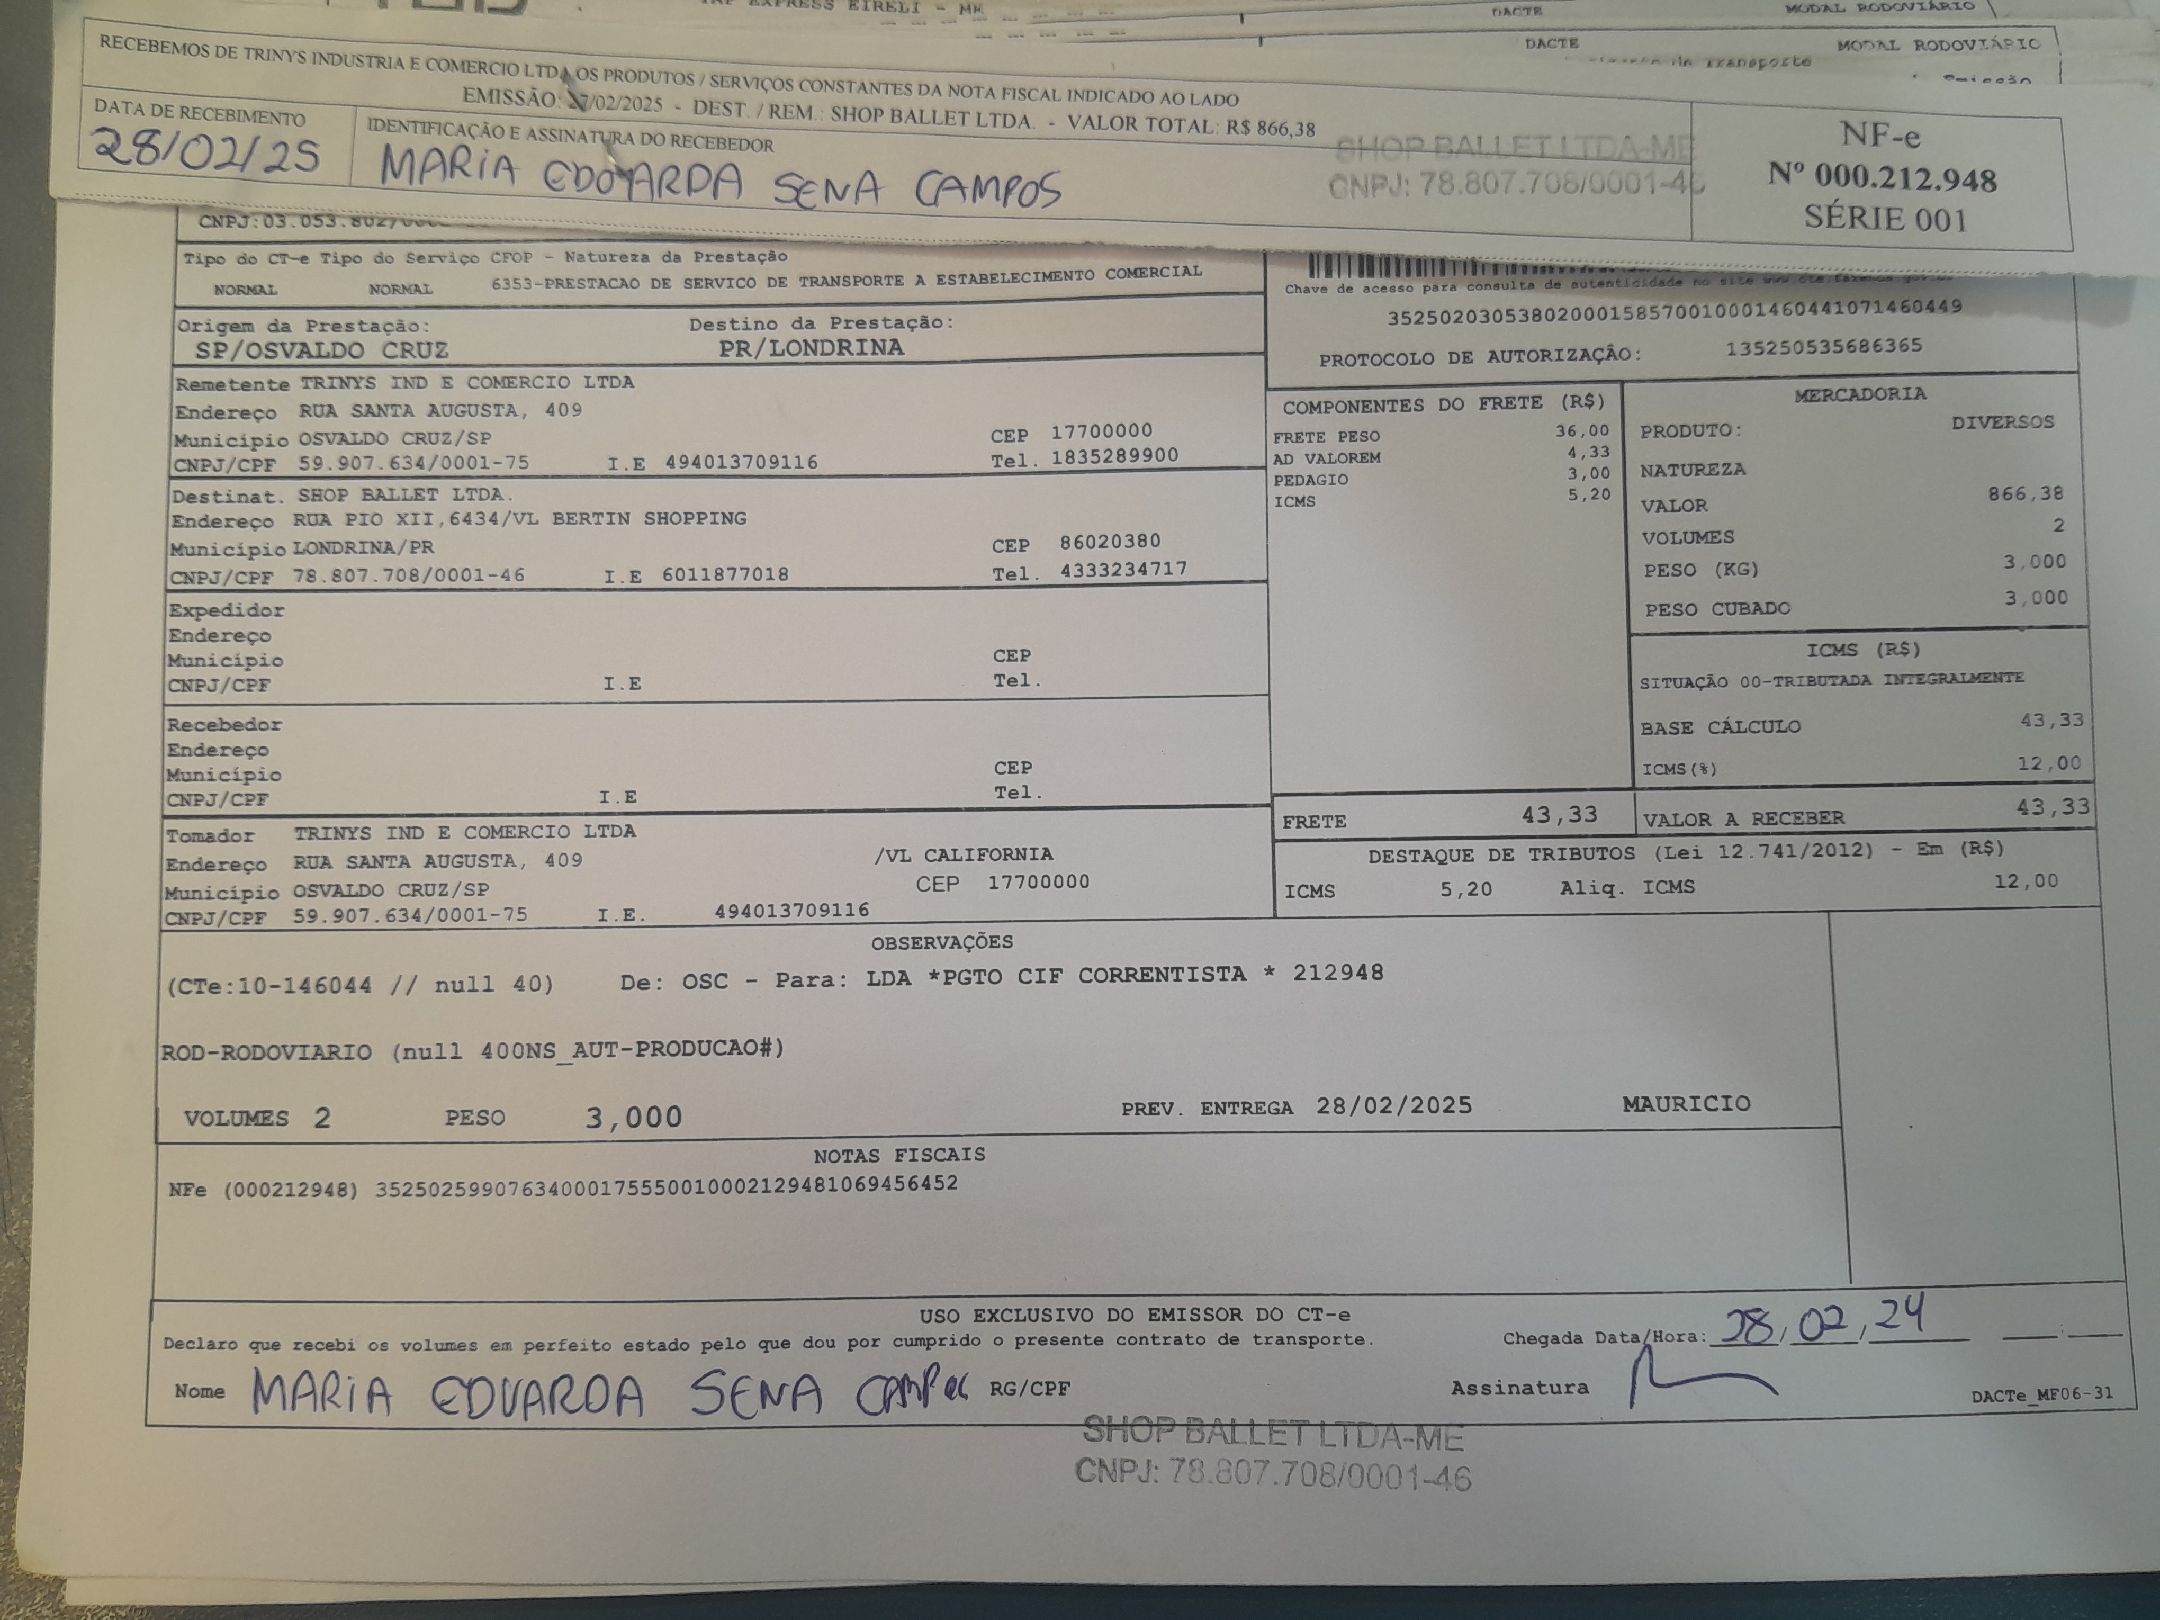 EXPRESS EIRELI - ME
DACTE MODAL RODOVIÁRIO
DACTE MODAL RODOVIÁRIO
RECEBEMOS DE TRINYS INDUSTRIA E COMERCIO LTDA OS PRODUTOS / SERVIÇOS CONSTANTES DA NOTA FISCAL INDICADO AO LADO
EMISSÃO: 27/02/2025 - DEST. / REM.: SHOP BALLET LTDA. - VALOR TOTAL: R$ 866,38
DATA DE RECEBIMENTO
28/02/25
IDENTIFICAÇÃO E ASSINATURA DO RECEBEDOR
MARIA EDUARDA SENA CAMPOS
SHOP BALLET LTDA-ME
CNPJ: 78.807.708/0001-46
NF-e
Nº 000.212.948
SÉRIE 001
CNPJ:03.053.802/
Tipo do CT-e Tipo do Serviço CFOP - Natureza da Prestação
NORMAL NORMAL 6353-PRESTACAO DE SERVICO DE TRANSPORTE A ESTABELECIMENTO COMERCIAL
Chave de acesso para consulta de autenticidade no site
35250203053802000158570010001460441071460449
PROTOCOLO DE AUTORIZAÇÃO: 135250535686365
Origem da Prestação: Destino da Prestação:
SP/OSVALDO CRUZ PR/LONDRINA
Remetente TRINYS IND E COMERCIO LTDA
Endereço RUA SANTA AUGUSTA, 409
Município OSVALDO CRUZ/SP CEP 17700000
CNPJ/CPF 59.907.634/0001-75 I.E 494013709116 Tel. 1835289900
Destinat. SHOP BALLET LTDA.
Endereço RUA PIO XII,6434/VL BERTIN SHOPPING
Município LONDRINA/PR CEP 86020380
CNPJ/CPF 78.807.708/0001-46 I.E 6011877018 Tel. 4333234717
Expedidor
Endereço
Município CEP
CNPJ/CPF I.E Tel.
Recebedor
Endereço
Município CEP
CNPJ/CPF I.E Tel.
Tomador TRINYS IND E COMERCIO LTDA
Endereço RUA SANTA AUGUSTA, 409 /VL CALIFORNIA
Município OSVALDO CRUZ/SP CEP 17700000
CNPJ/CPF 59.907.634/0001-75 I.E. 494013709116
COMPONENTES DO FRETE (R$)
FRETE PESO 36,00
AD VALOREM 4,33
PEDAGIO 3,00
ICMS 5,20
MERCADORIA
PRODUTO: DIVERSOS
NATUREZA
VALOR 866,38
VOLUMES 2
PESO (KG) 3,000
PESO CUBADO 3,000
ICMS (R$)
SITUAÇÃO 00-TRIBUTADA INTEGRALMENTE
BASE CÁLCULO 43,33
ICMS(%) 12,00
FRETE 43,33 VALOR A RECEBER 43,33
DESTAQUE DE TRIBUTOS (Lei 12.741/2012) - Em (R$)
ICMS 5,20 Aliq. ICMS 12,00
OBSERVAÇÕES
(CTe:10-146044 // null 40) De: OSC - Para: LDA *PGTO CIF CORRENTISTA * 212948
ROD-RODOVIARIO (null 400NS_AUT-PRODUCAO#)
VOLUMES 2 PESO 3,000 PREV. ENTREGA 28/02/2025 MAURICIO
NOTAS FISCAIS
NFe (000212948) 35250259907634000175550010002129481069456452
USO EXCLUSIVO DO EMISSOR DO CT-e
Declaro que recebi os volumes em perfeito estado pelo que dou por cumprido o presente contrato de transporte. Chegada Data/Hora: 28/02/24
Nome MARIA EDUARDA SENA CAMPOS RG/CPF Assinatura
DACTe_MF06-31
SHOP BALLET LTDA-ME
CNPJ: 78.807.708/0001-46